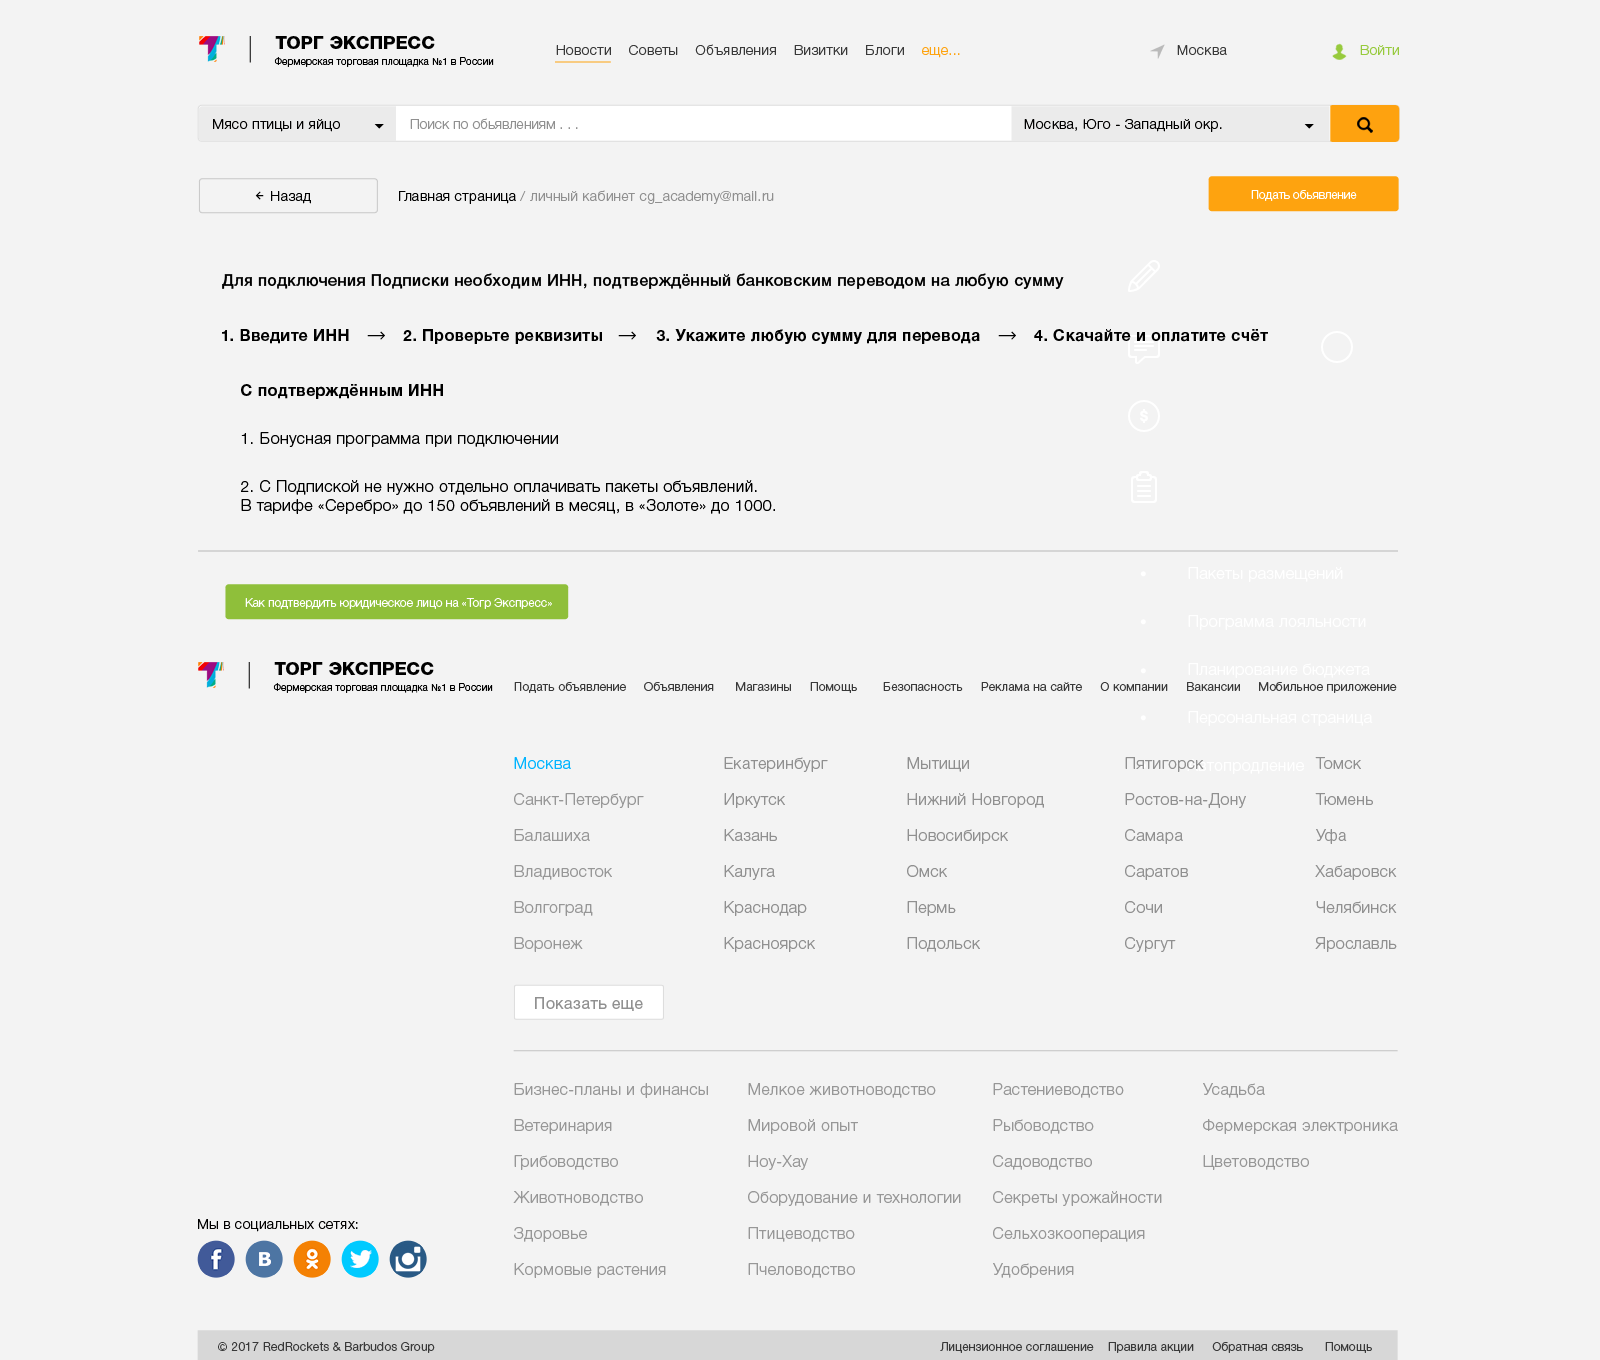 ТОРГ ЭКСПРЕСС
Фермерская торговая площадка №1 в России
Новости Советы Объявления Визитки Блоги еще...
Москва
Войти
Мясо птицы и яйцо
Поиск по обьявлениям . . .
Москва, Юго - Западный окр.
← Назад
Главная страница / личный кабинет cg_academy@mail.ru
Подать обьявление
Для подключения Подписки необходим ИНН, подтверждённый банковским переводом на любую сумму
1. Введите ИНН → 2. Проверьте реквизиты → 3. Укажите любую сумму для перевода → 4. Скачайте и оплатите счёт
С подтверждённым ИНН
1. Бонусная программа при подключении
2. С Подпиской не нужно отдельно оплачивать пакеты объявлений.
В тарифе «Серебро» до 150 объявлений в месяц, в «Золоте» до 1000.
• Пакеты размещений
Как подтвердить юридическое лицо на «Тогр Экспресс»
• Программа лояльности
• Планирование бюджета
ТОРГ ЭКСПРЕСС
Фермерская торговая площадка №1 в России
Подать объявление Объявления Магазины Помощь Безопасность Реклама на сайте О компании Вакансии Мобильное приложение
• Персональная страница
Москва Екатеринбург Мытищи Пятигорск топродление Томск
Санкт-Петербург Иркутск Нижний Новгород Ростов-на-Дону Тюмень
Балашиха Казань Новосибирск Самара Уфа
Владивосток Калуга Омск Саратов Хабаровск
Волгоград Краснодар Пермь Сочи Челябинск
Воронеж Красноярск Подольск Сургут Ярославль
Показать еще
Бизнес-планы и финансы Мелкое животноводство Растениеводство Усадьба
Ветеринария Мировой опыт Рыбоводство Фермерская электроника
Грибоводство Ноу-Хау Садоводство Цветоводство
Животноводство Оборудование и технологии Секреты урожайности
Здоровье Птицеводство Сельхозкооперация
Кормовые растения Пчеловодство Удобрения
Мы в социальных сетях:
© 2017 RedRockets & Barbudos Group
Лицензионное соглашение Правила акции Обратная связь Помощь